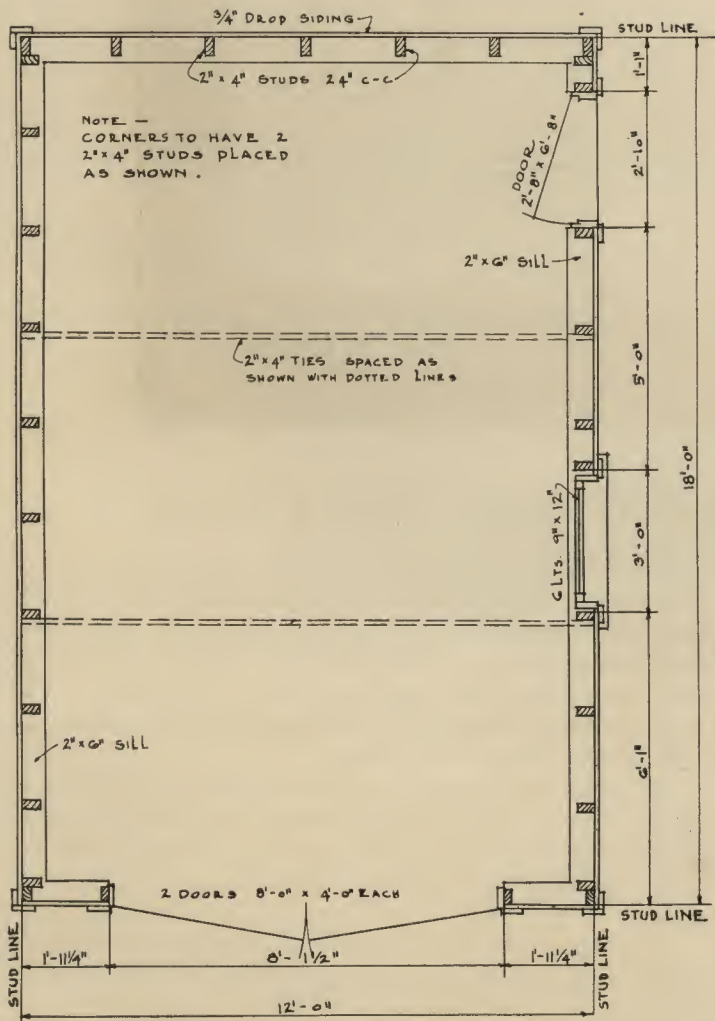 3/4" DROP SIDING
STUD LINE
2" x 4" STUDS 24" C-C
1'-1"
NOTE —
CORNERS TO HAVE 2
2" x 4" STUDS PLACED
AS SHOWN.
DOOR
2'-8" x 6'-8"
2'-10"
2" x 6" SILL
2" x 4" TIES SPACED AS
SHOWN WITH DOTTED LINES
5'-0"
18'-0"
6 LTS. 9" x 12"
3'-0"
2" x 6" SILL
6'-1"
2 DOORS 8'-0" x 4'-0" EACH
STUD LINE
STUD LINE
1'-11 1/4"
8'-1 1/2"
1'-11 1/4"
STUD LINE
12'-0"